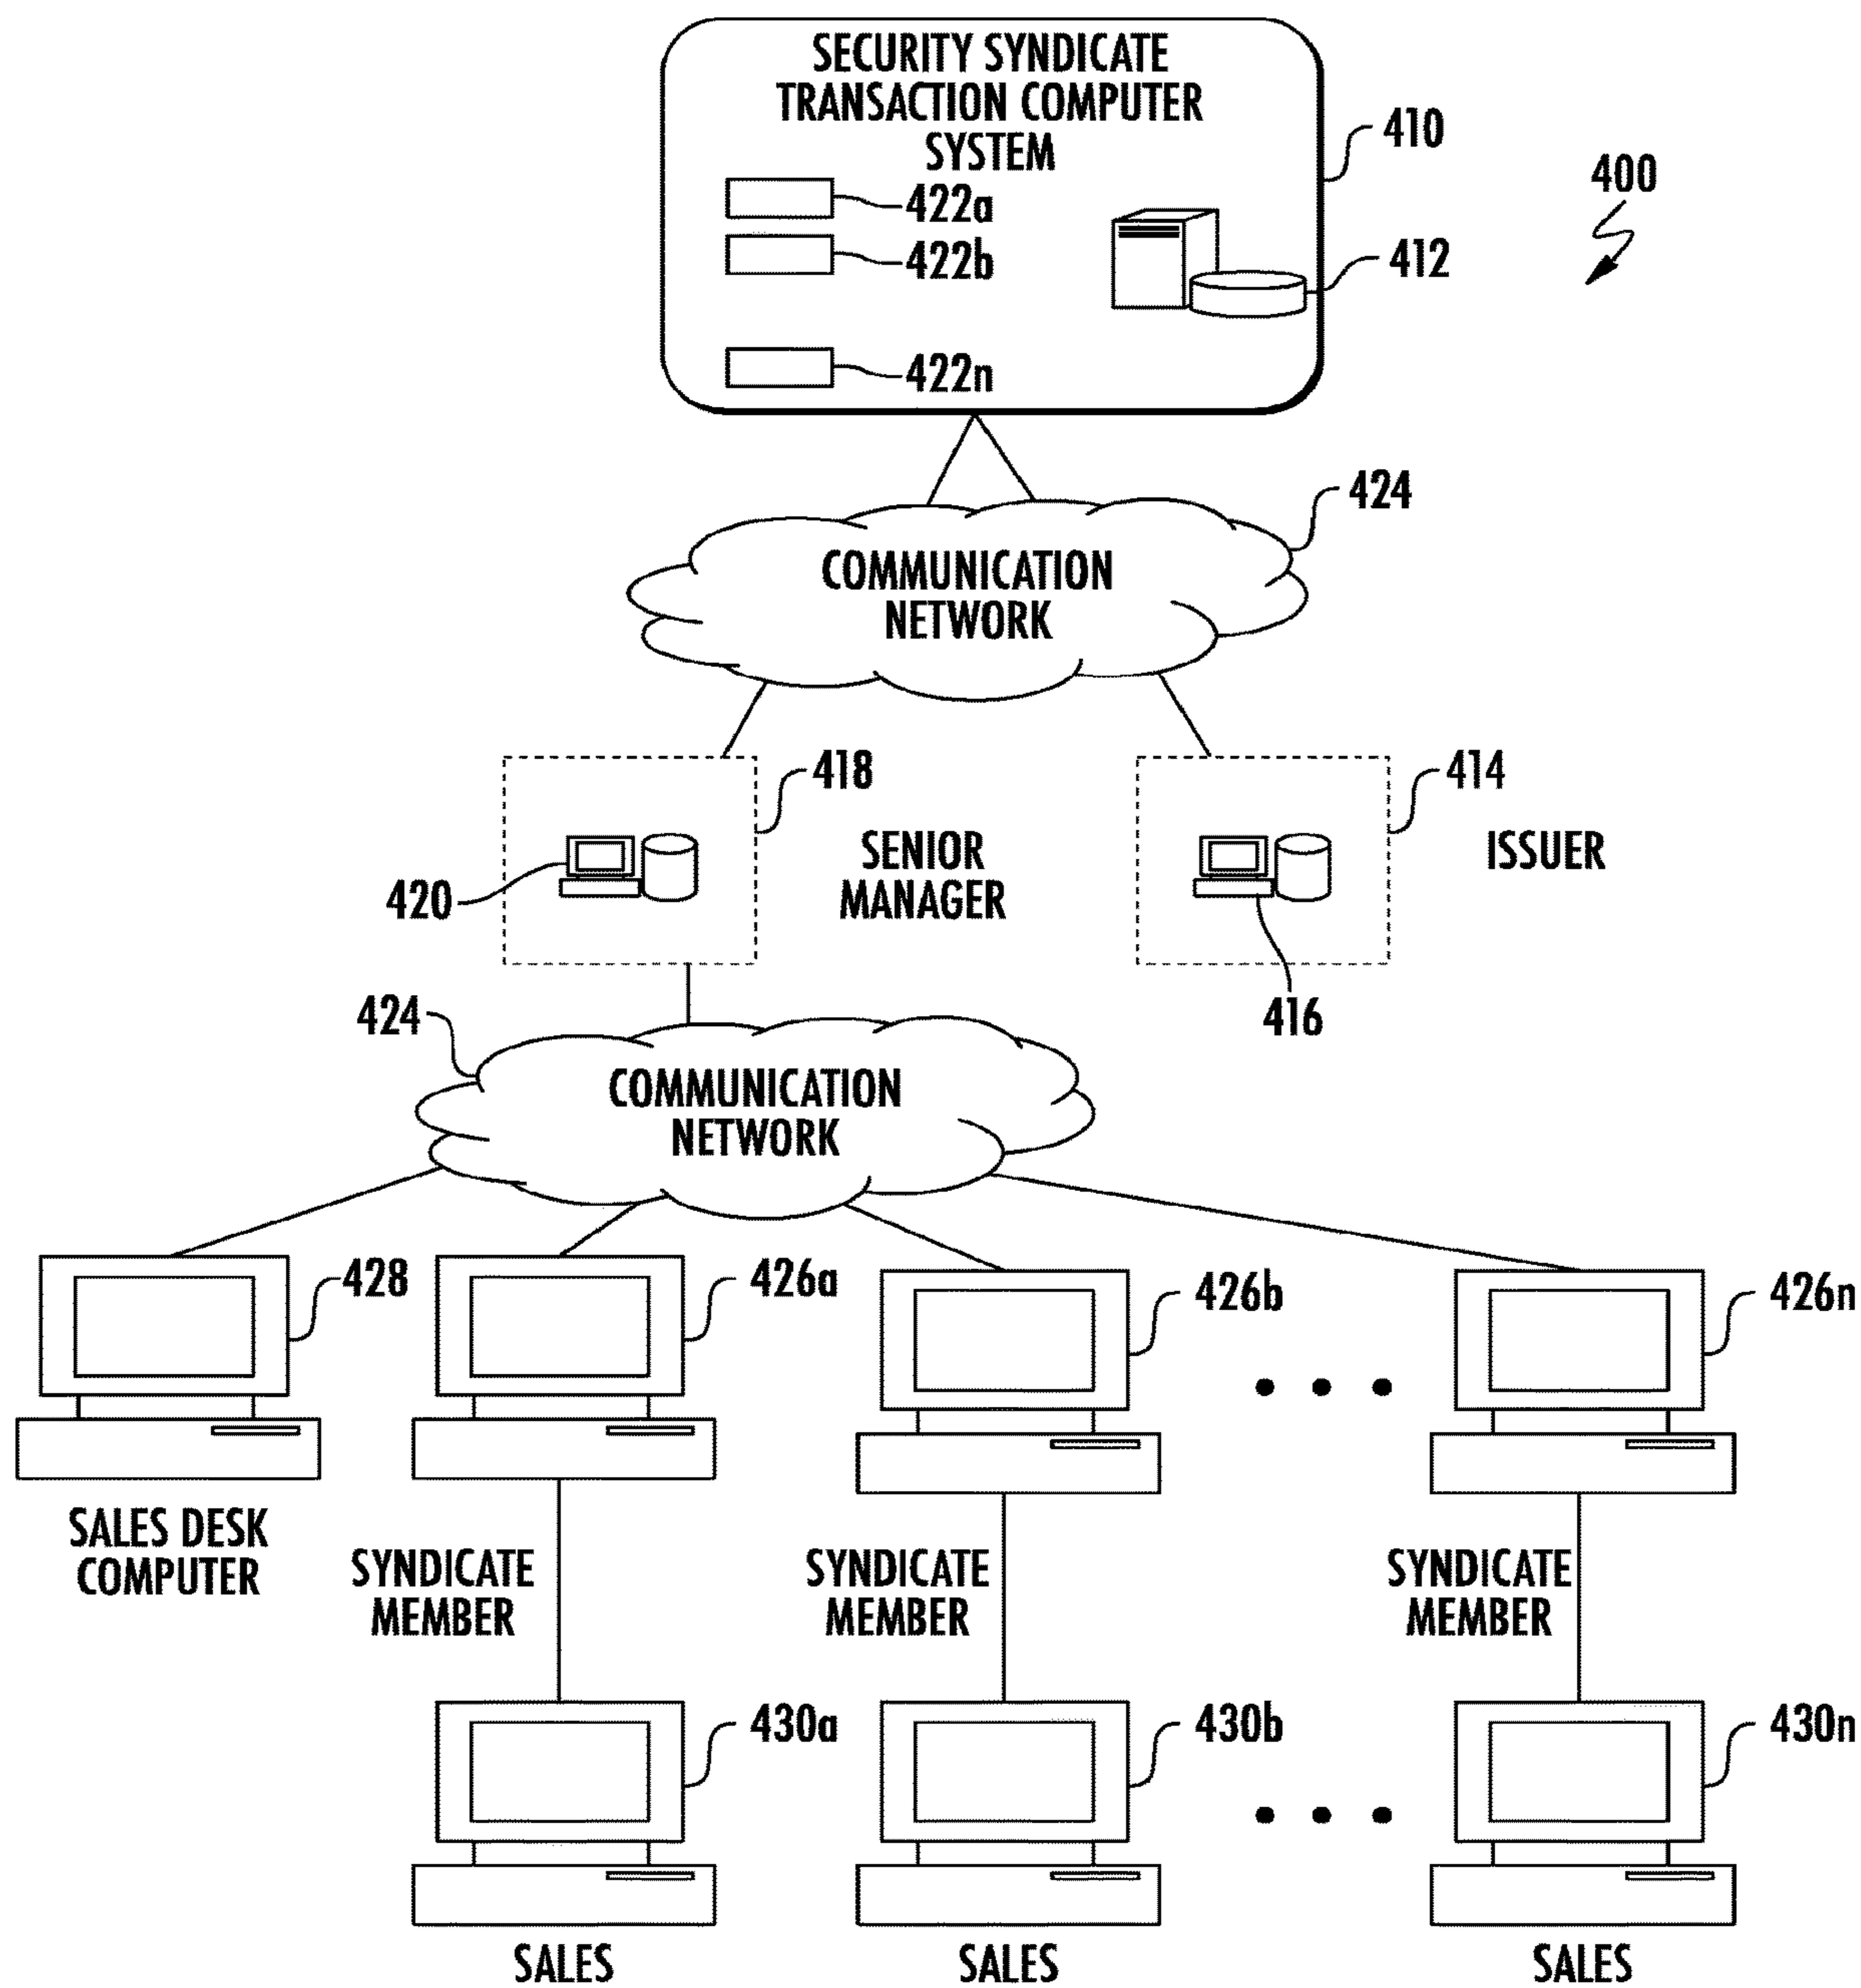 SECURITY SYNDICATE
TRANSACTION COMPUTER
SYSTEM
410
400
422a
422b
412
422n
424
COMMUNICATION
NETWORK
418
414
SENIOR
MANAGER
ISSUER
420
416
424
COMMUNICATION
NETWORK
428
426a
426b
426n
SALES DESK
COMPUTER
SYNDICATE
MEMBER
SYNDICATE
MEMBER
SYNDICATE
MEMBER
430a
430b
430n
SALES
SALES
SALES